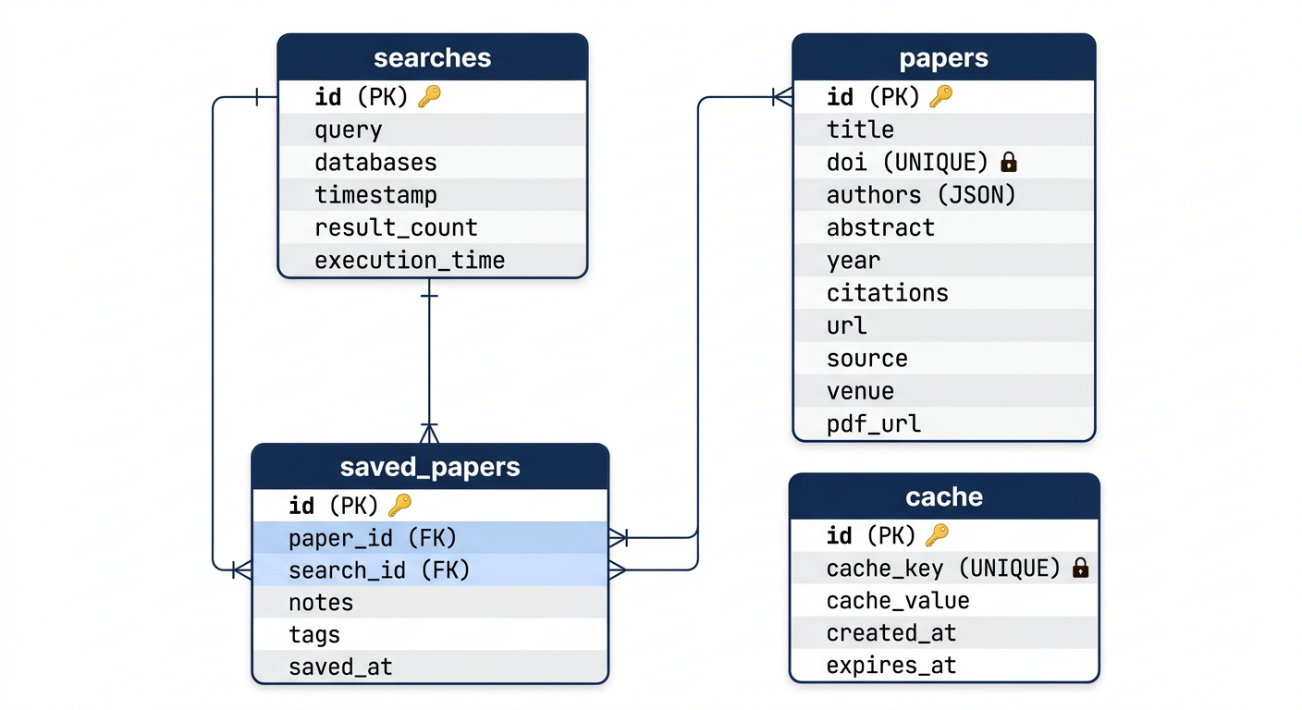 searches
id (PK)
query
databases
timestamp
result_count
execution_time
papers
id (PK)
title
doi (UNIQUE)
authors (JSON)
abstract
year
citations
url
source
venue
pdf_url
saved_papers
id (PK)
paper_id (FK)
search_id (FK)
notes
tags
saved_at
cache
id (PK)
cache_key (UNIQUE)
cache_value
created_at
expires_at